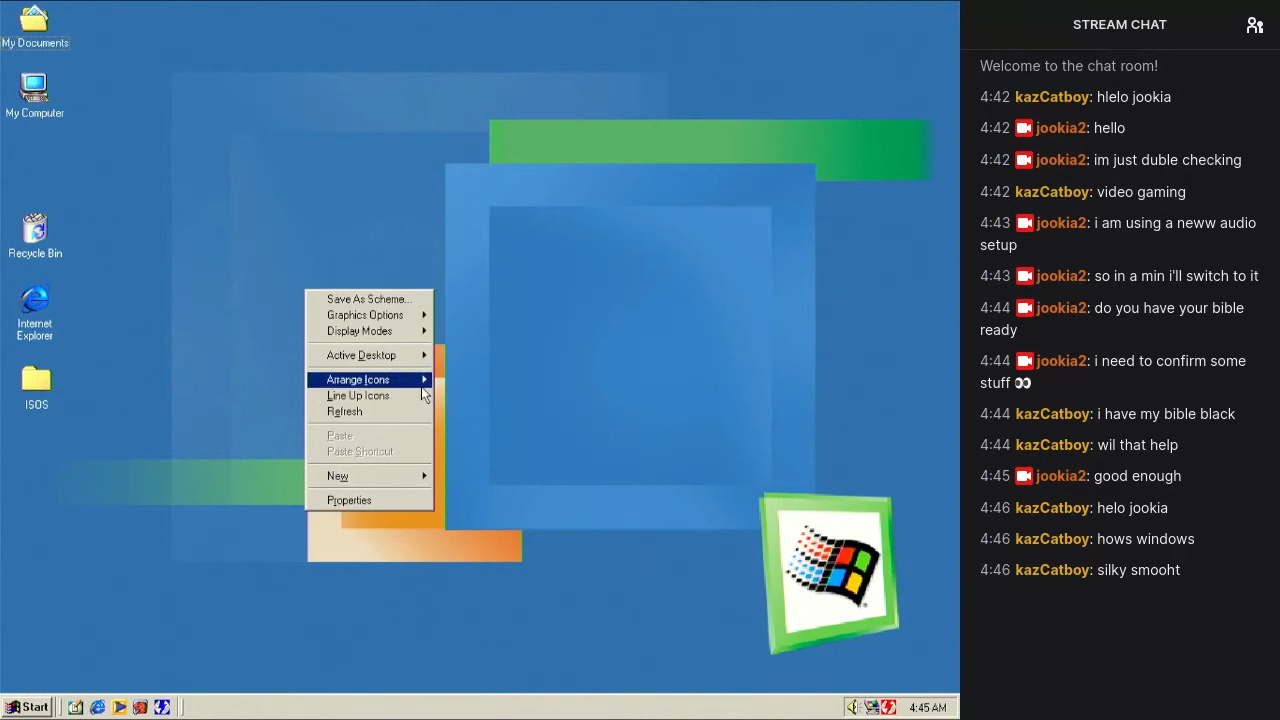 My Documents
My Computer
Recycle Bin
Internet
Explorer
ISOS
Save As Scheme...
Graphics Options
Display Modes
Active Desktop
Arrange Icons
Line Up Icons
Refresh
Paste
Paste Shortcut
New
Properties
Start
4:45 AM
STREAM CHAT
Welcome to the chat room!
4:42 kazCatboy: hlelo jookia
4:42 jookia2: hello
4:42 jookia2: im just duble checking
4:42 kazCatboy: video gaming
4:43 jookia2: i am using a neww audio
setup
4:43 jookia2: so in a min i'll switch to it
4:44 jookia2: do you have your bible
ready
4:44 jookia2: i need to confirm some
stuff 👀
4:44 kazCatboy: i have my bible black
4:44 kazCatboy: wil that help
4:45 jookia2: good enough
4:46 kazCatboy: helo jookia
4:46 kazCatboy: hows windows
4:46 kazCatboy: silky smooht